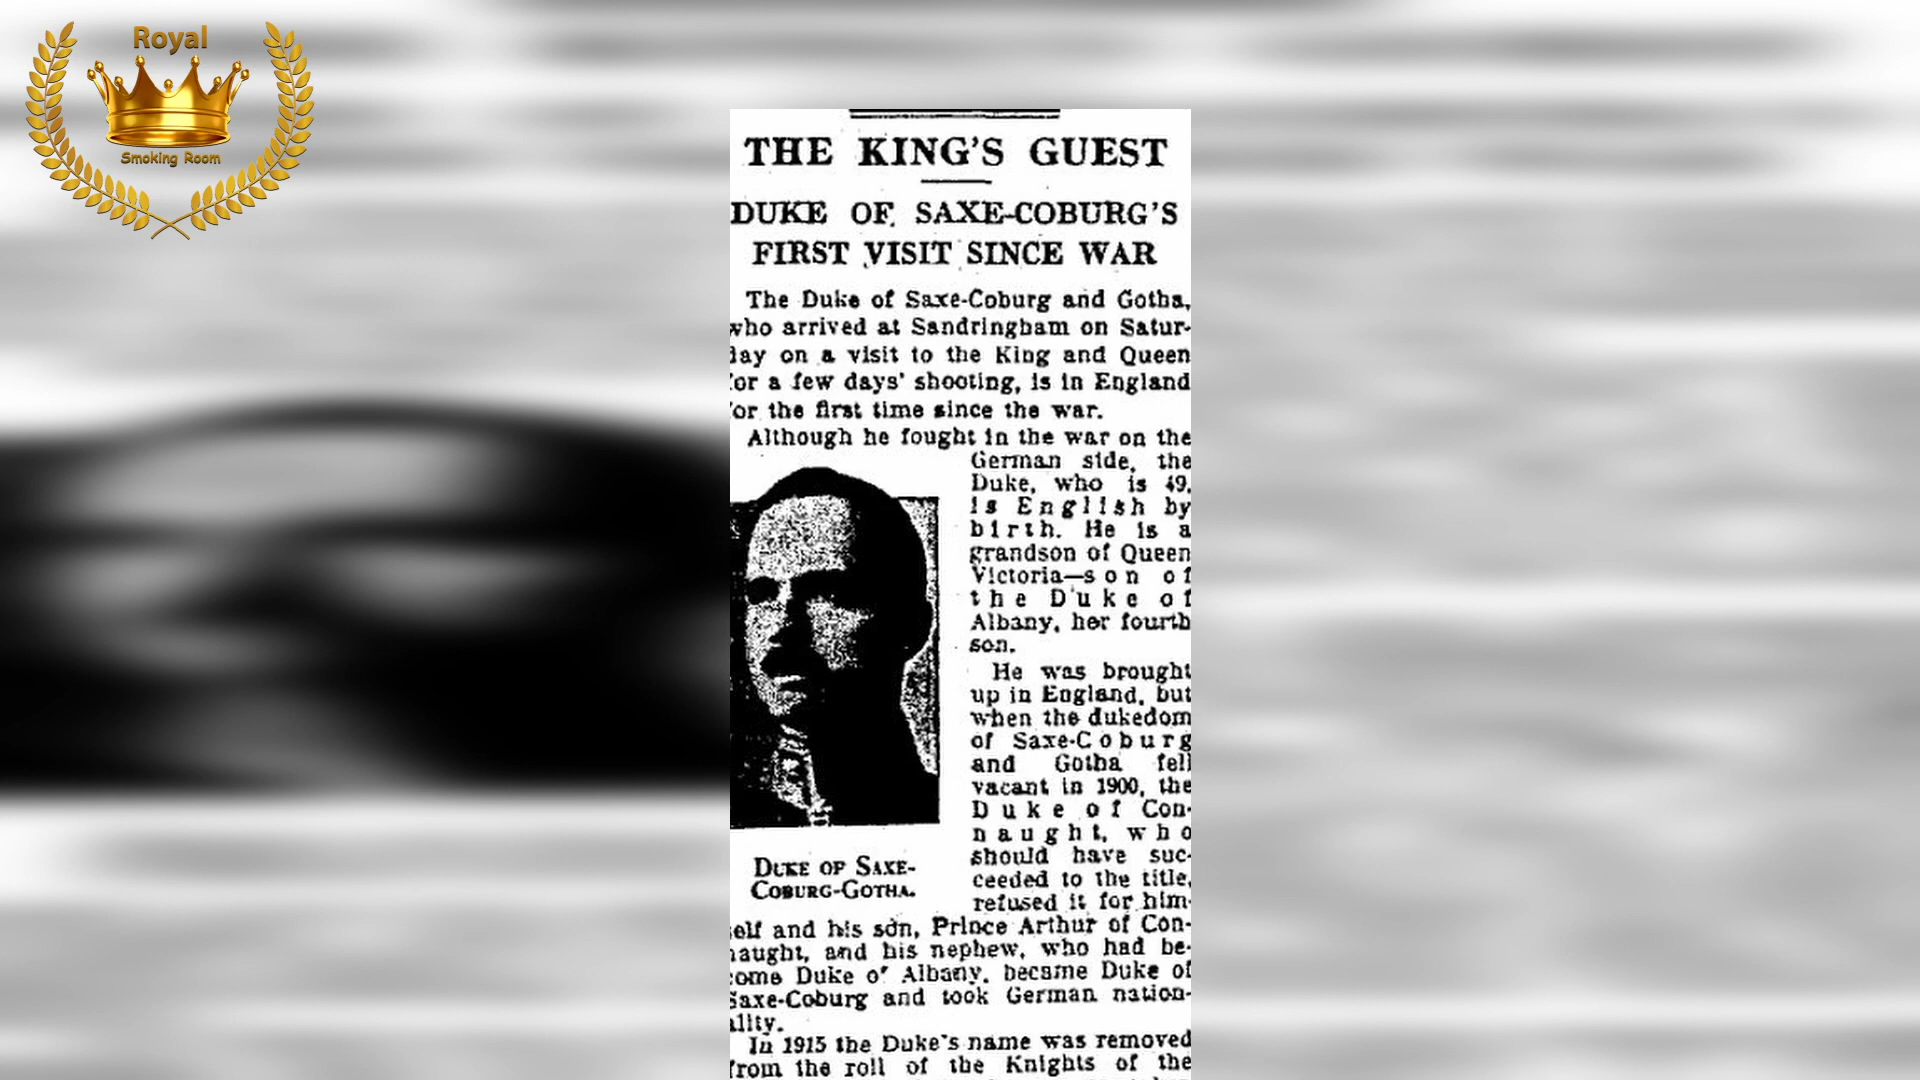 Royal
Smoking Room
THE KING'S GUEST
DUKE OF SAXE-COBURG'S
FIRST VISIT SINCE WAR
The Duke of Saxe-Coburg and Gotha,
who arrived at Sandringham on Satur-
day on a visit to the King and Queen
for a few days' shooting, is in England
for the first time since the war.
Although he fought in the war on the
German side, the
Duke, who is 49,
is English by
birth. He is a
grandson of Queen
Victoria—son of
the Duke of
Albany, her fourth
son.
He was brought
up in England, but
when the dukedom
of Saxe-Coburg
and Gotha fell
vacant in 1900, the
Duke of Con-
naught, who
should have suc-
ceeded to the title,
refused it for him-
self and his son, Prince Arthur of Con-
naught, and his nephew, who had be-
come Duke of Albany, became Duke of
Saxe-Coburg and took German nation-
ality.
In 1915 the Duke's name was removed
from the roll of the Knights of the
DUKE OF SAXE-
COBURG-GOTHA.